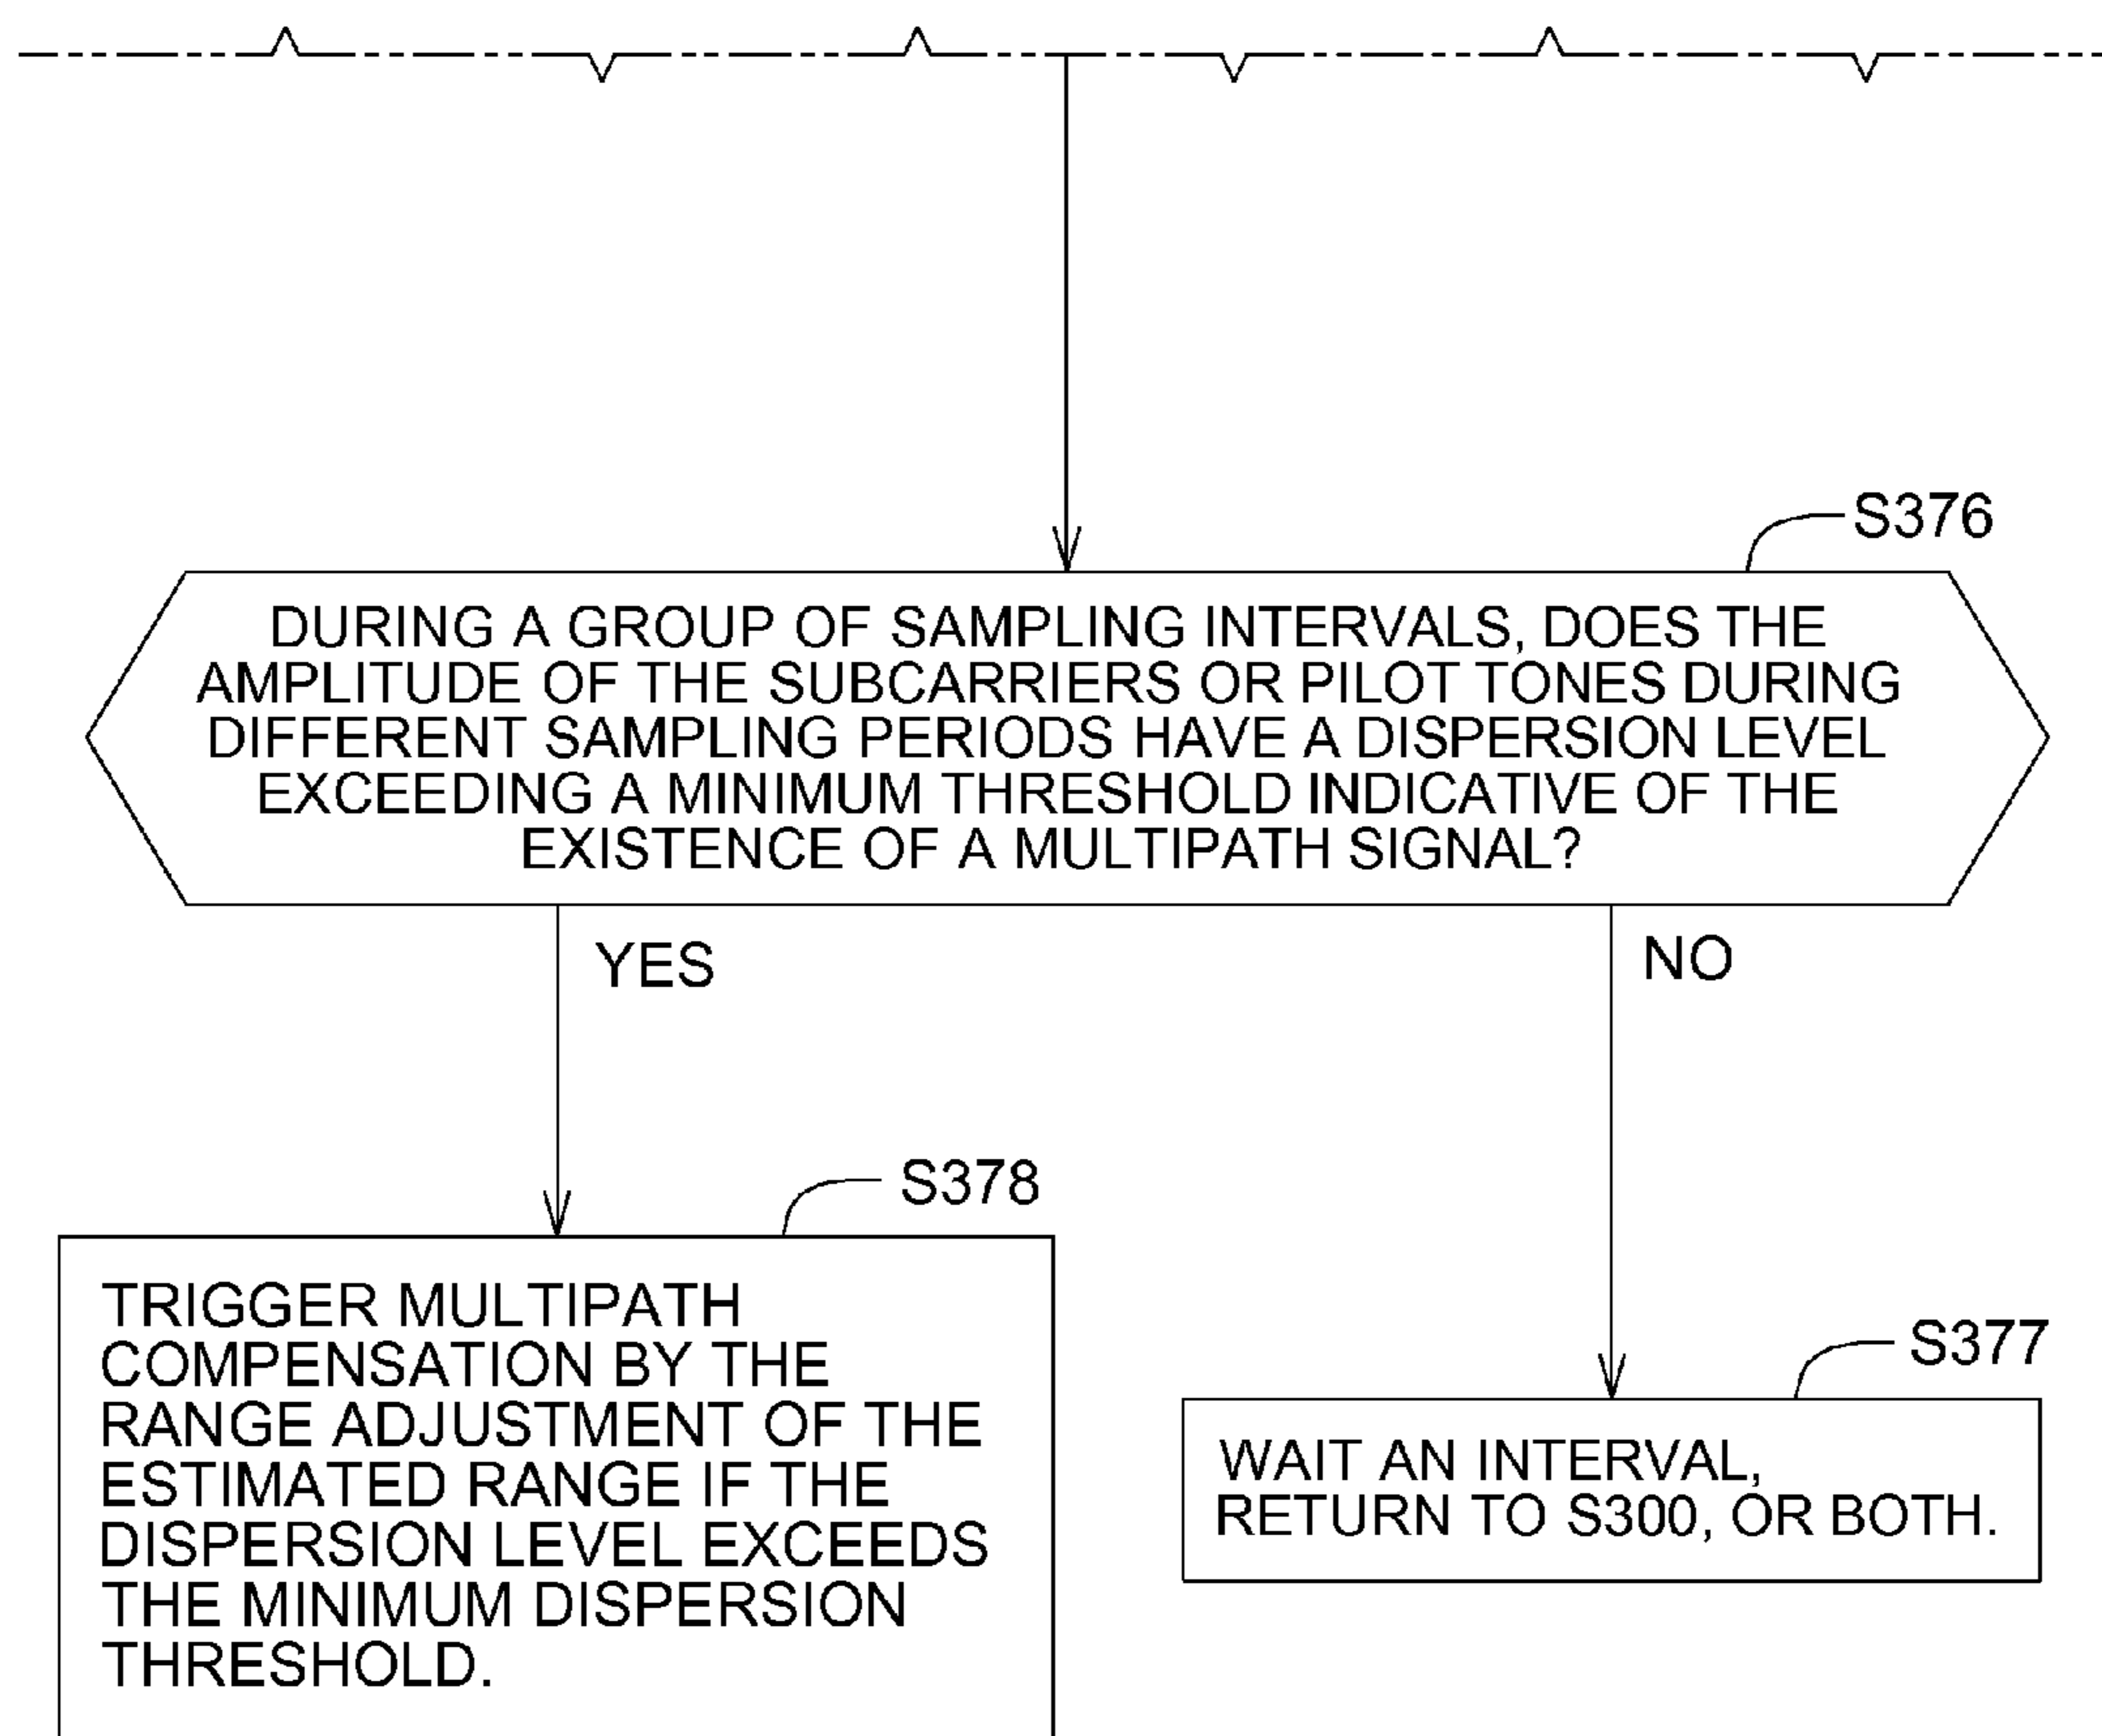 S376
DURING A GROUP OF SAMPLING INTERVALS, DOES THE
AMPLITUDE OF THE SUBCARRIERS OR PILOT TONES DURING
DIFFERENT SAMPLING PERIODS HAVE A DISPERSION LEVEL
EXCEEDING A MINIMUM THRESHOLD INDICATIVE OF THE
EXISTENCE OF A MULTIPATH SIGNAL?
YES
NO
S378
TRIGGER MULTIPATH
COMPENSATION BY THE
RANGE ADJUSTMENT OF THE
ESTIMATED RANGE IF THE
DISPERSION LEVEL EXCEEDS
THE MINIMUM DISPERSION
THRESHOLD.
S377
WAIT AN INTERVAL,
RETURN TO S300, OR BOTH.